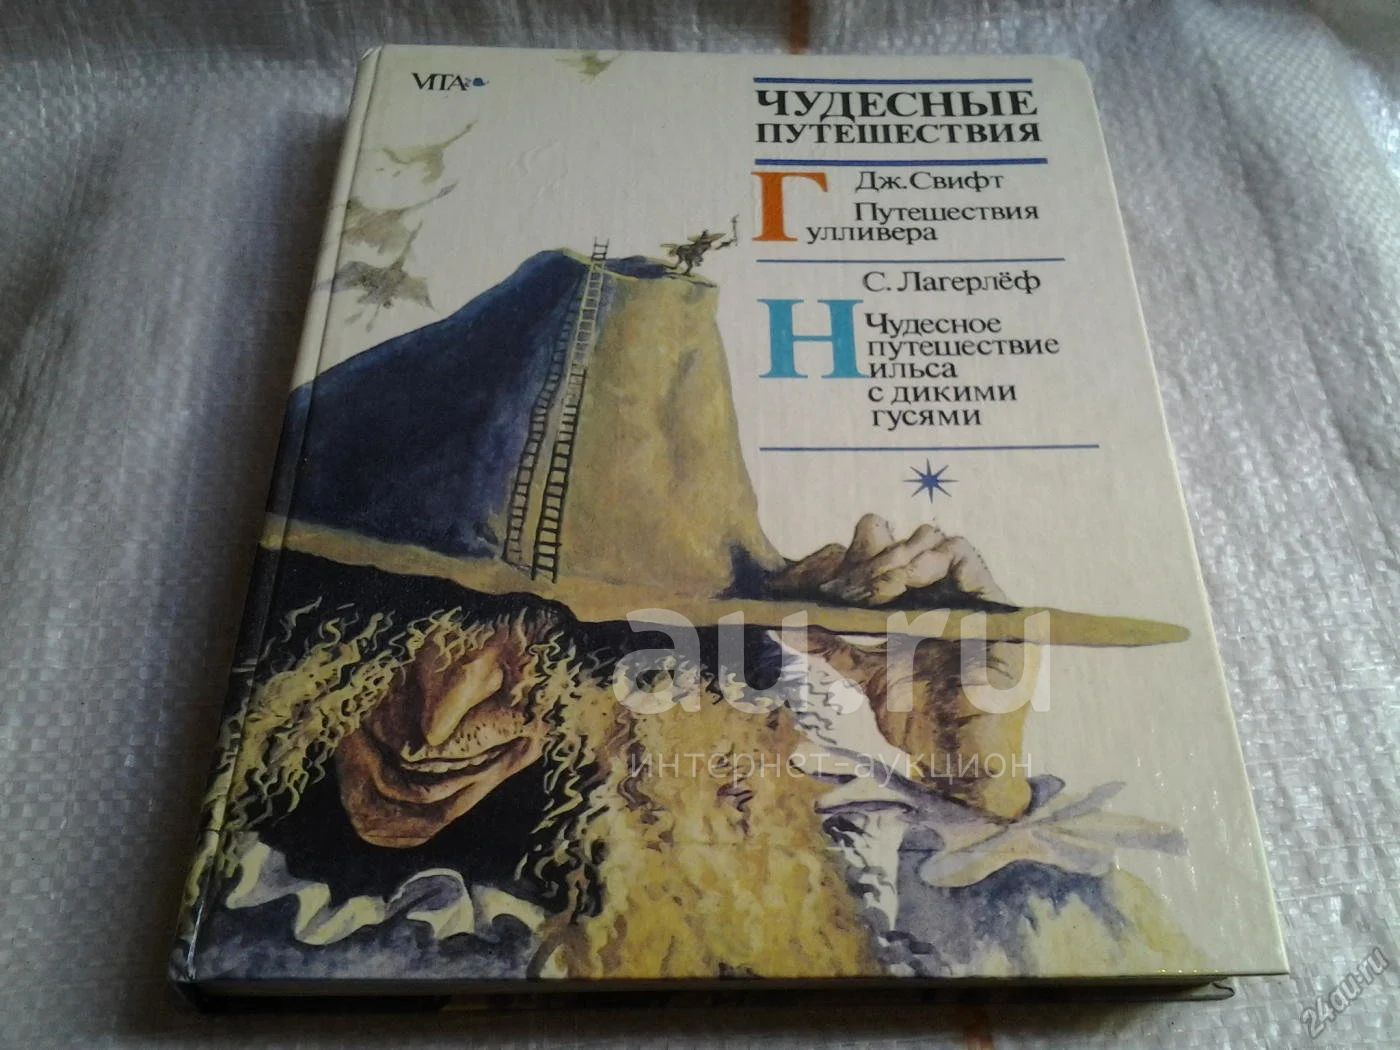 VITA
ЧУДЕСНЫЕ
ПУТЕШЕСТВИЯ
Дж. Свифт
Путешествия
Гулливера
С. Лагерлёф
Чудесное
путешествие
Нильса
с дикими
гусями
au.ru
интернет-аукцион
24au.ru